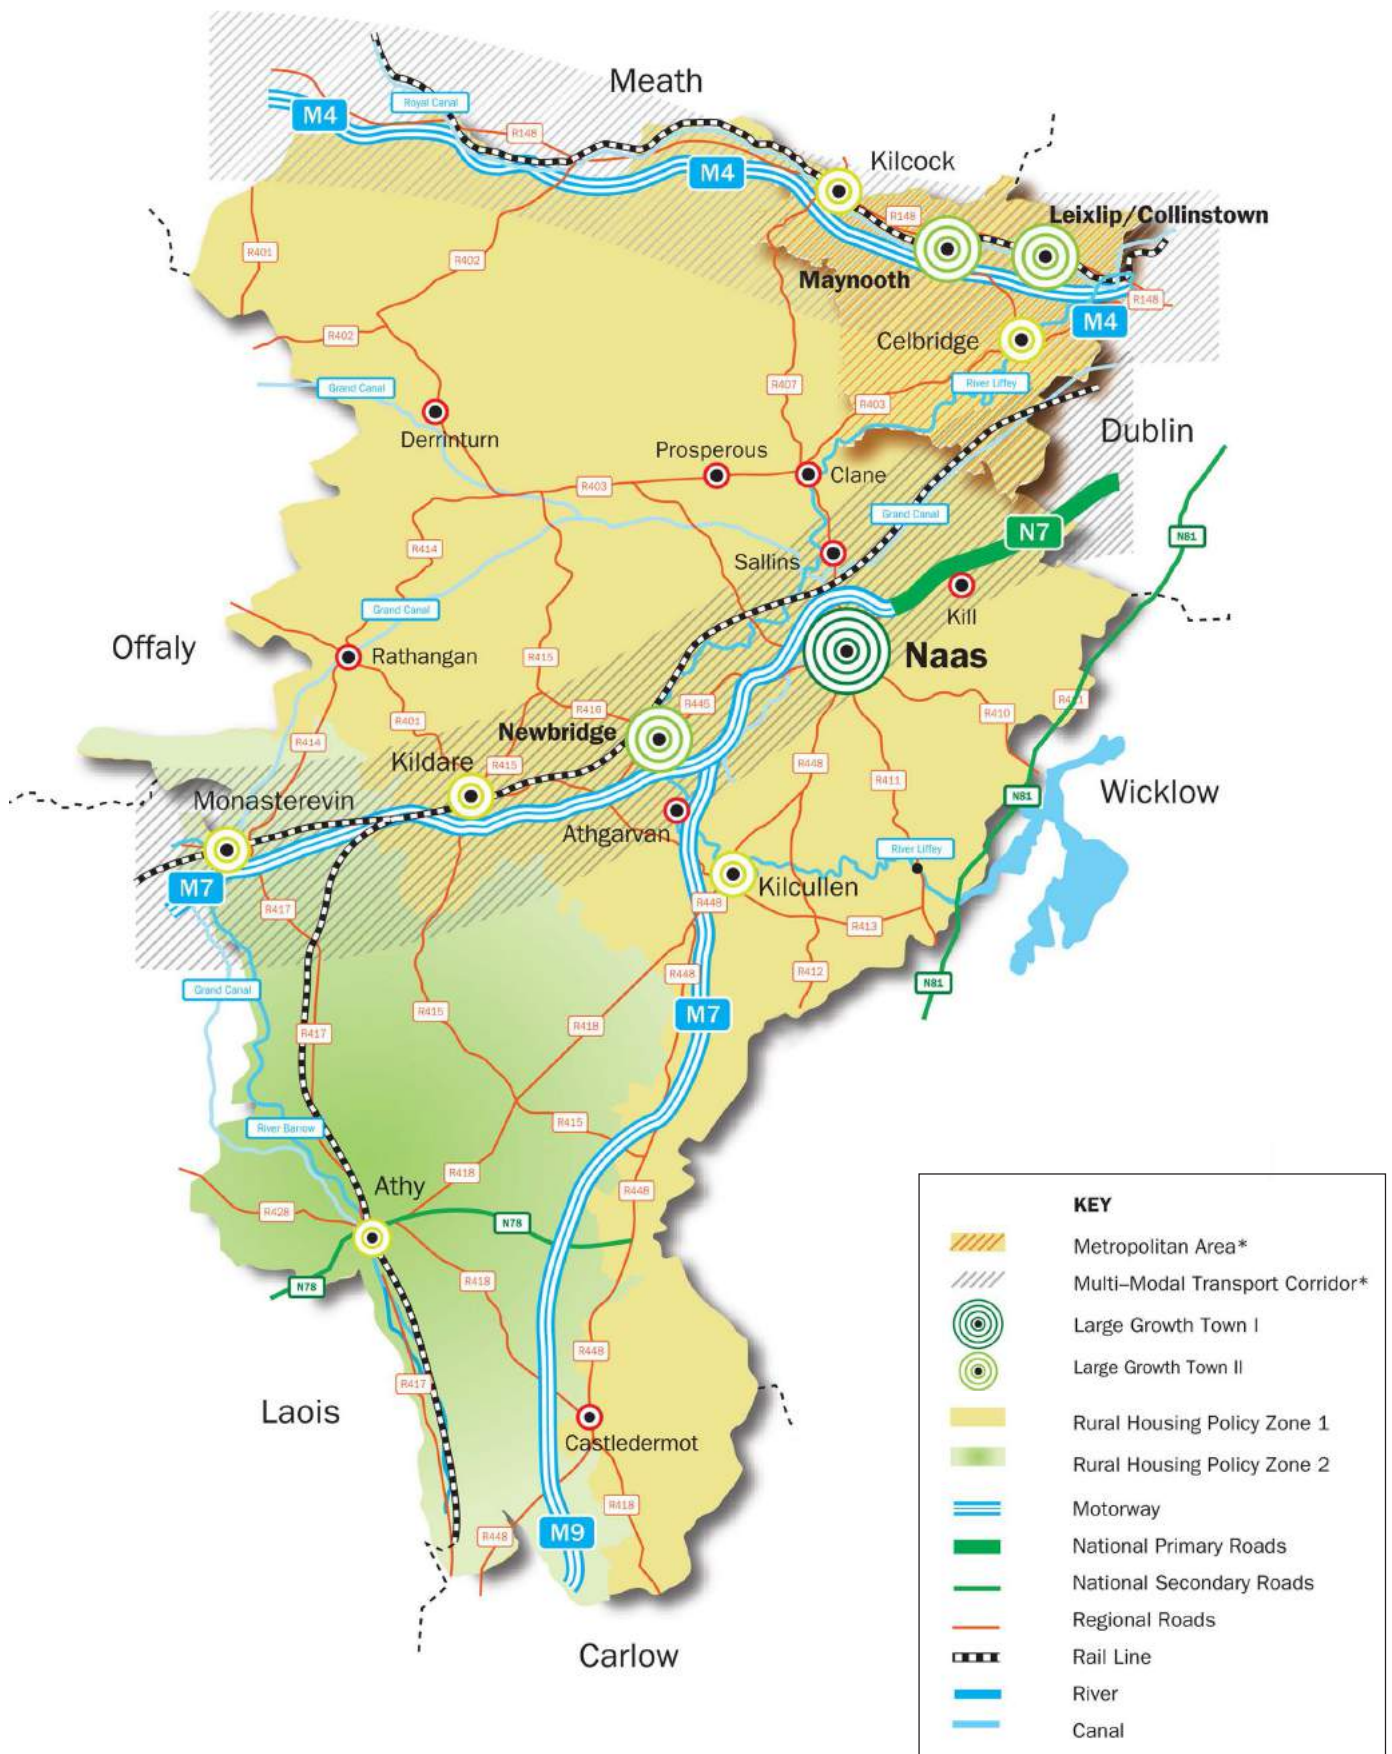 Meath
Royal Canal
M4
R148
M4
Kilcock
R148
Leixlip/Collinstown
R401
R402
Maynooth
R148
M4
R402
Celbridge
Grand Canal
R407
River Liffey
R403
Derrinturn
Dublin
Prosperous
Clane
R403
Grand Canal
N7
N81
R414
Sallins
Grand Canal
Kill
Offaly
Rathangan
R415
Naas
R401
R416
R445
R410
R414
Newbridge
Kildare
R415
R448
R411
Wicklow
Monasterevin
N81
Athgarvan
River Liffey
M7
Kilcullen
R417
R448
R413
Grand Canal
R448
R412
N81
R415
M7
R417
R418
River Barrow
R415
Athy
R418
R448
R428
N78
N78
R418
R448
R417
Laois
Castledermot
R418
R448
M9
Carlow
KEY
Metropolitan Area*
Multi–Modal Transport Corridor*
Large Growth Town I
Large Growth Town II
Rural Housing Policy Zone 1
Rural Housing Policy Zone 2
Motorway
National Primary Roads
National Secondary Roads
Regional Roads
Rail Line
River
Canal